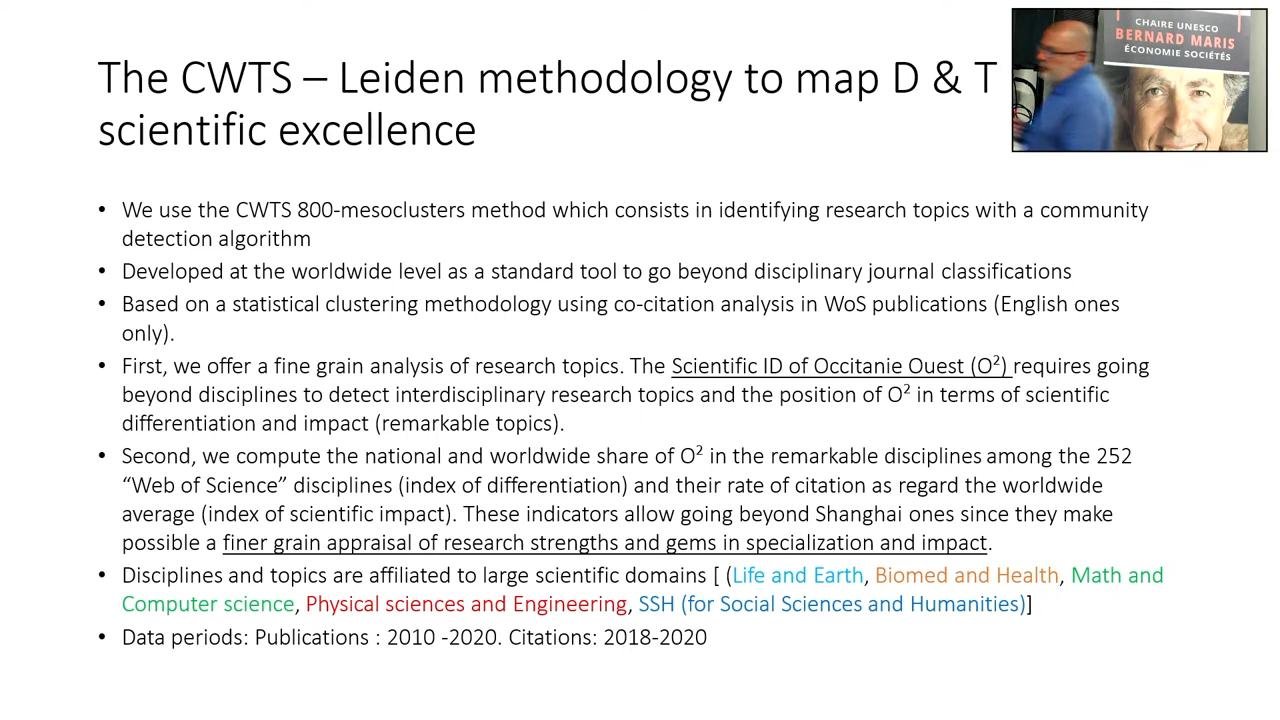 The CWTS – Leiden methodology to map D & T
scientific excellence
CHAIRE UNESCO
BERNARD MARIS
ÉCONOMIE SOCIÉTÉS
• We use the CWTS 800-mesoclusters method which consists in identifying research topics with a community
detection algorithm
• Developed at the worldwide level as a standard tool to go beyond disciplinary journal classifications
• Based on a statistical clustering methodology using co-citation analysis in WoS publications (English ones
only).
• First, we offer a fine grain analysis of research topics. The Scientific ID of Occitanie Ouest (O²) requires going
beyond disciplines to detect interdisciplinary research topics and the position of O² in terms of scientific
differentiation and impact (remarkable topics).
• Second, we compute the national and worldwide share of O² in the remarkable disciplines among the 252
“Web of Science” disciplines (index of differentiation) and their rate of citation as regard the worldwide
average (index of scientific impact). These indicators allow going beyond Shanghai ones since they make
possible a finer grain appraisal of research strengths and gems in specialization and impact.
• Disciplines and topics are affiliated to large scientific domains [ (Life and Earth, Biomed and Health, Math and
Computer science, Physical sciences and Engineering, SSH (for Social Sciences and Humanities)]
• Data periods: Publications : 2010 -2020. Citations: 2018-2020